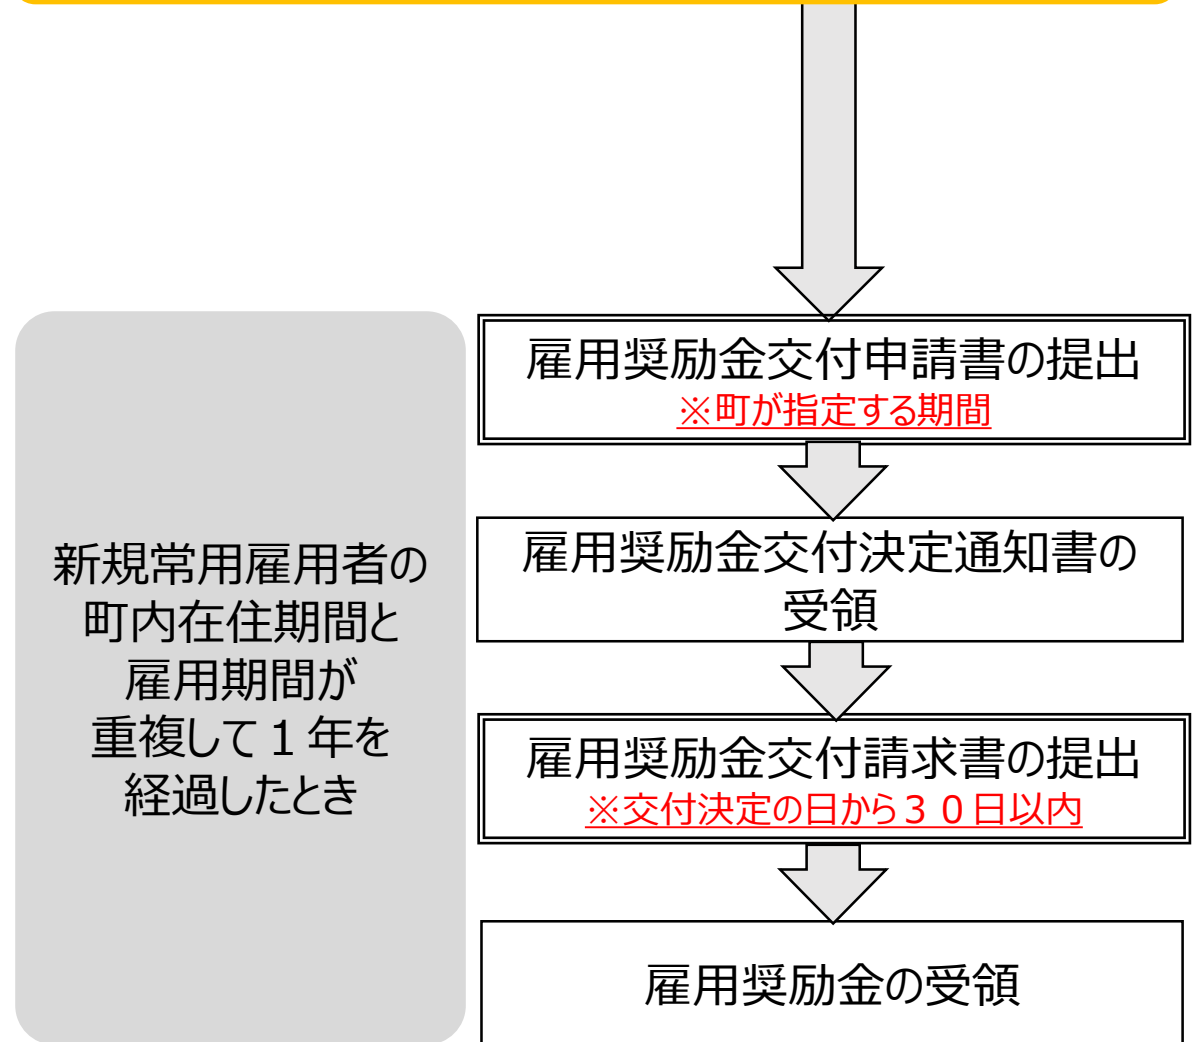 新規常用雇用者の
町内在住期間と
雇用期間が
重複して１年を
経過したとき
雇用奨励金交付申請書の提出
※町が指定する期間
雇用奨励金交付決定通知書の
受領
雇用奨励金交付請求書の提出
※交付決定の日から３０日以内
雇用奨励金の受領